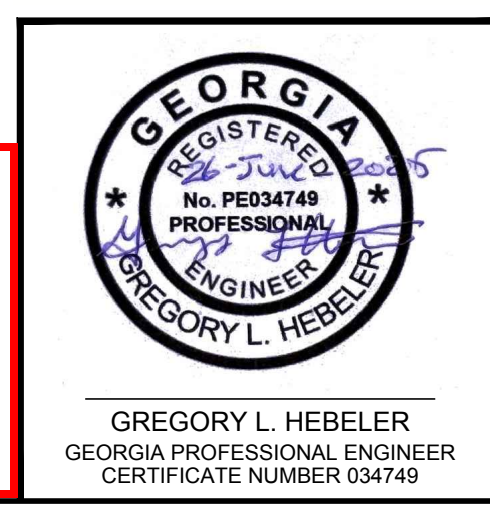 GEORGIA
REGISTERED
26-June-2025
No. PE034749
PROFESSIONAL
ENGINEER
GREGORY L. HEBELER
GREGORY L. HEBELER
GEORGIA PROFESSIONAL ENGINEER
CERTIFICATE NUMBER 034749